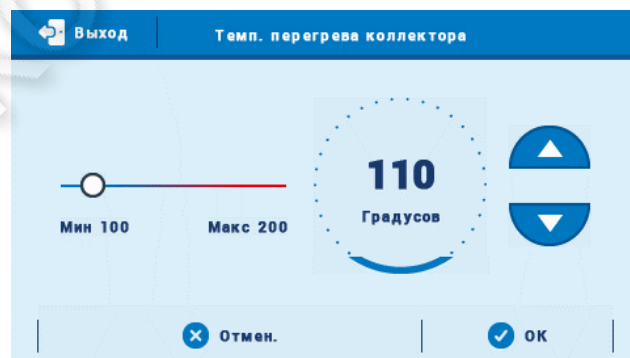 Выход
Темп. перегрева коллектора
110
Градусов
Мин 100
Макс 200
Отмен.
OK